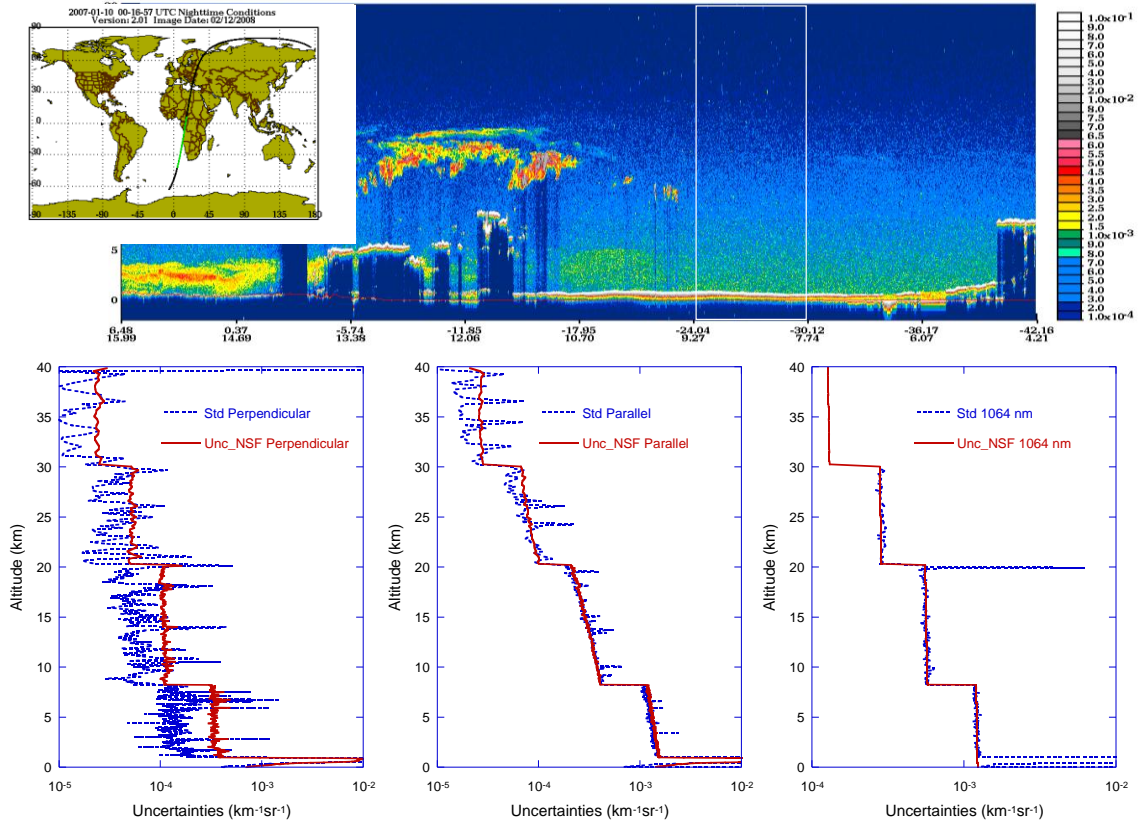 2007-01-10 00-16-57 UTC Nighttime Conditions
Version: 2.01 Image Date: 02/12/2008
90
60
30
0
-30
-60
-90 -135 -90 -45 0 45 90 135 180
5
0
6.48 0.37 -5.74 -11.85 -17.95 -24.04 -30.12 -36.17 -42.16
15.99 14.69 13.38 12.06 10.70 9.27 7.74 6.07 4.21
1.0x10⁻¹
9.0
8.0
7.0
6.0
5.0
4.0
3.0
2.0
1.0x10⁻²
9.0
8.0
7.5
7.0
6.5
6.0
5.5
5.0
4.5
4.0
3.5
3.0
2.5
2.0
1.5
1.0x10⁻³
9.0
8.0
7.0
6.0
5.0
4.0
3.0
2.0
1.0x10⁻⁴
40
35
30
25
20
15
10
5
0
Altitude (km)
Std Perpendicular
Unc_NSF Perpendicular
10⁻⁵ 10⁻⁴ 10⁻³ 10⁻²
Uncertainties (km⁻¹sr⁻¹)
40
35
30
25
20
15
10
5
0
Altitude (km)
Std Parallel
Unc_NSF Parallel
10⁻⁵ 10⁻⁴ 10⁻³ 10⁻²
Uncertainties (km⁻¹sr⁻¹)
40
35
30
25
20
15
10
5
0
Altitude (km)
Std 1064 nm
Unc_NSF 1064 nm
10⁻⁴ 10⁻³ 10⁻²
Uncertainties (km⁻¹sr⁻¹)